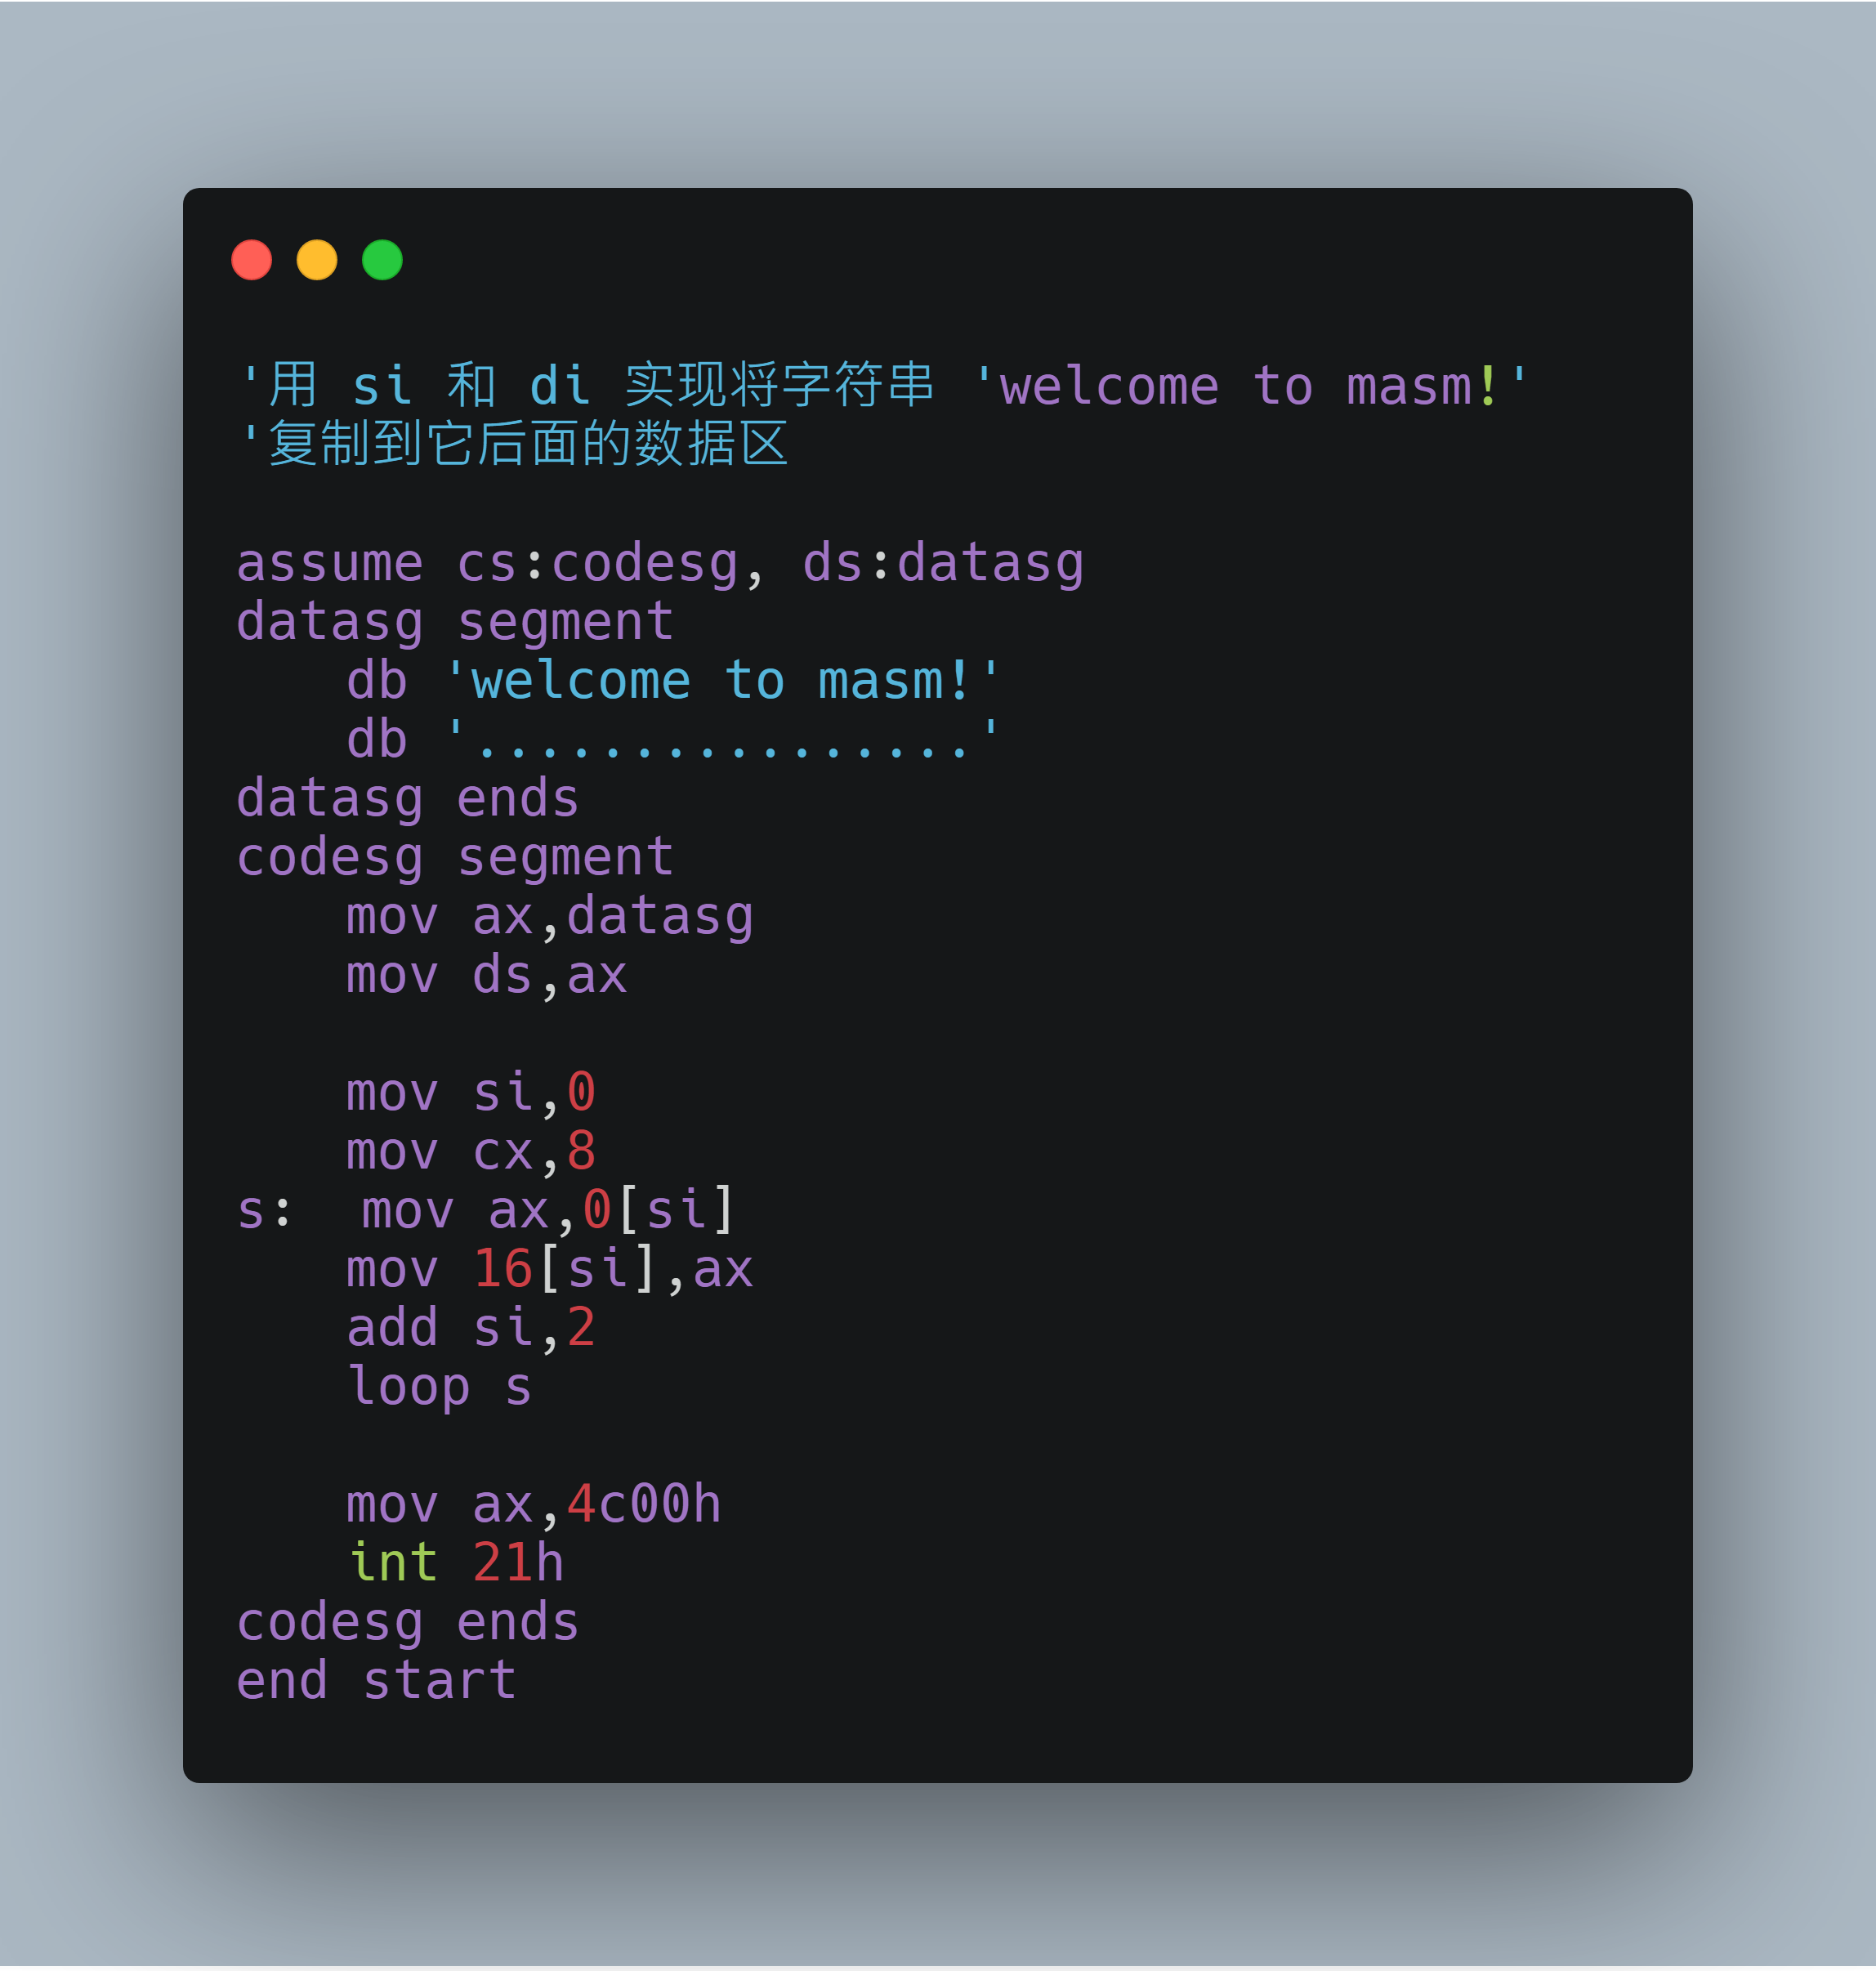 '用 si 和 di 实现将字符串 'welcome to masm!'
'复制到它后面的数据区
assume cs:codesg, ds:datasg
datasg segment
db 'welcome to masm!'
db '................'
datasg ends
codesg segment
mov ax,datasg
mov ds,ax
mov si,0
mov cx,8
s:  mov ax,0[si]
mov 16[si],ax
add si,2
loop s
mov ax,4c00h
int 21h
codesg ends
end start